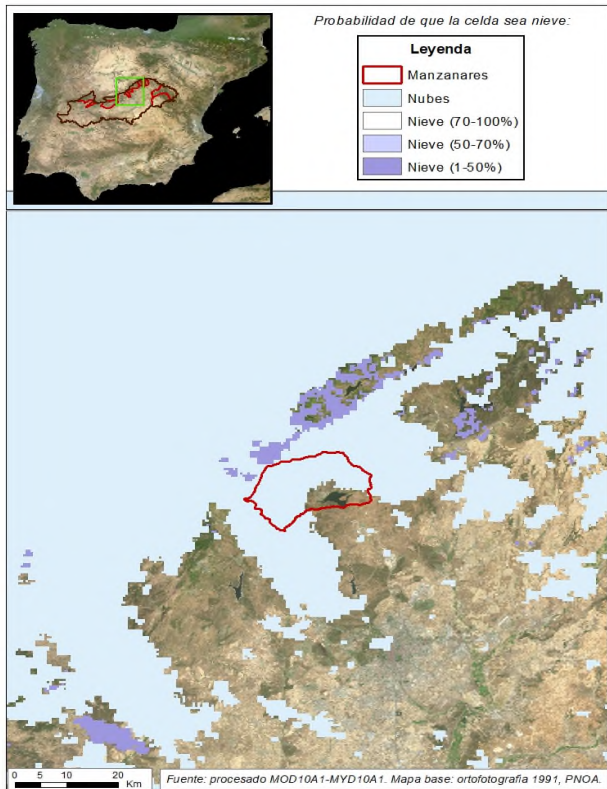 Probabilidad de que la celda sea nieve:
Leyenda
Manzanares
Nubes
Nieve (70-100%)
Nieve (50-70%)
Nieve (1-50%)
0 5 10 20
Km
Fuente: procesado MOD10A1-MYD10A1. Mapa base: ortofotografia 1991, PNOA.